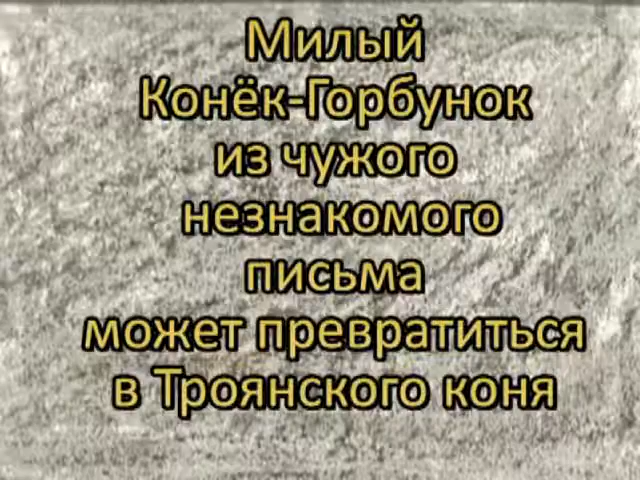 Милый
Конёк-Горбунок
из чужого
незнакомого
письма
может превратиться
в Троянского коня